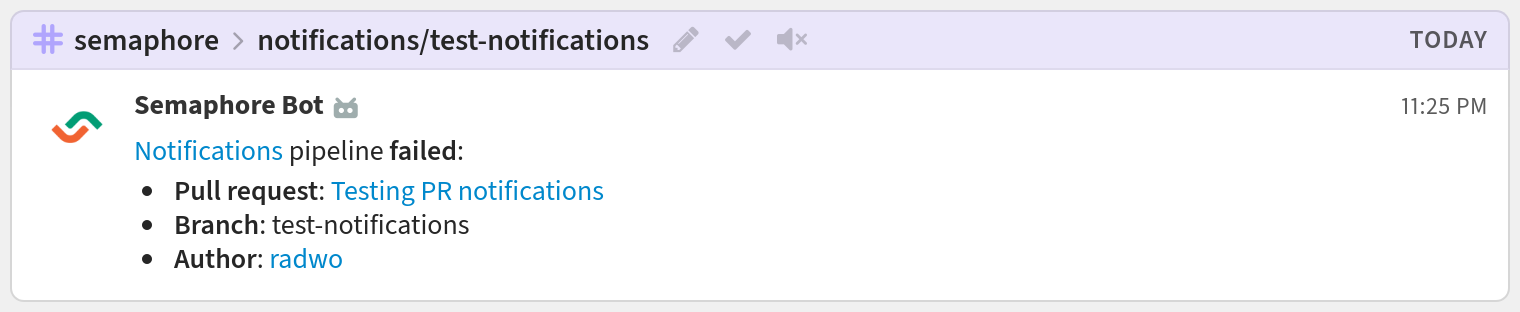 semaphore > notifications/test-notifications TODAY
Semaphore Bot 11:25 PM
Notifications pipeline failed:
• Pull request: Testing PR notifications
• Branch: test-notifications
• Author: radwo